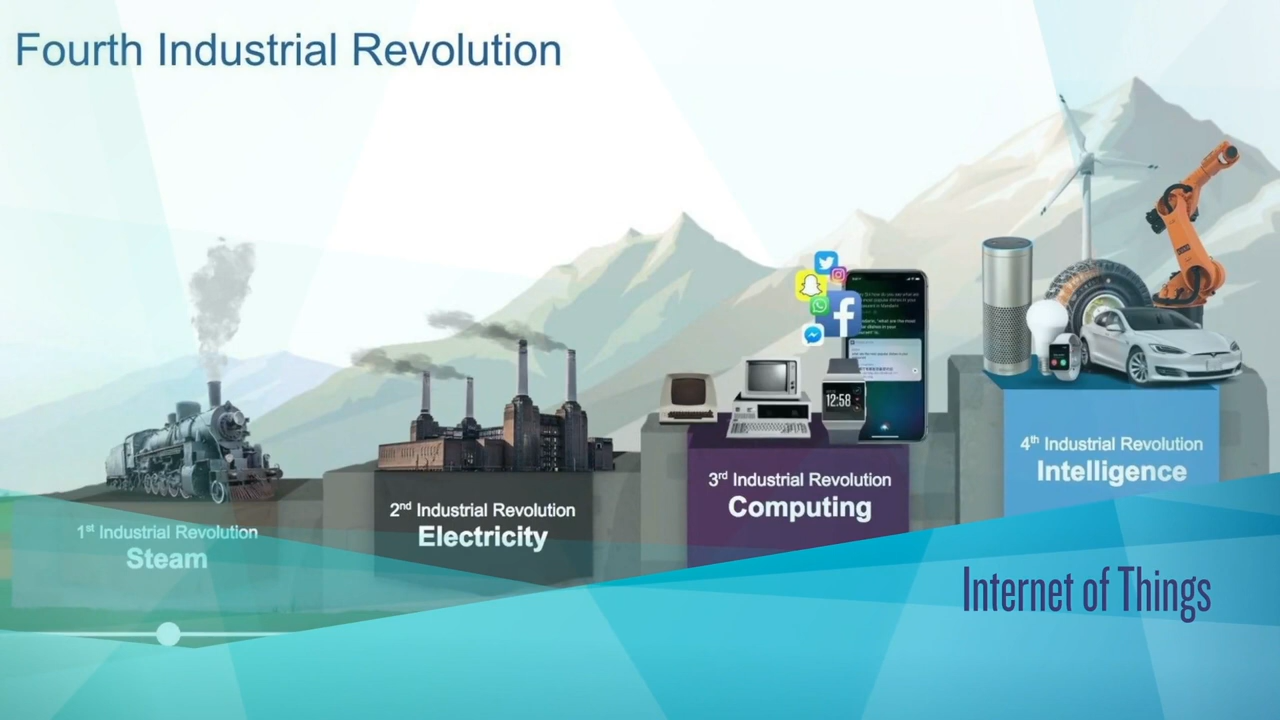 Fourth Industrial Revolution
1st Industrial Revolution
Steam
2nd Industrial Revolution
Electricity
12:58
3rd Industrial Revolution
Computing
4th Industrial Revolution
Intelligence
Internet of Things